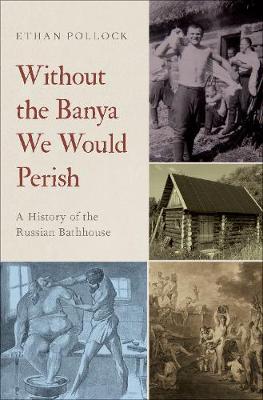 ETHAN POLLOCK
Without
the Banya
We Would
Perish
A History of the
Russian Bathhouse